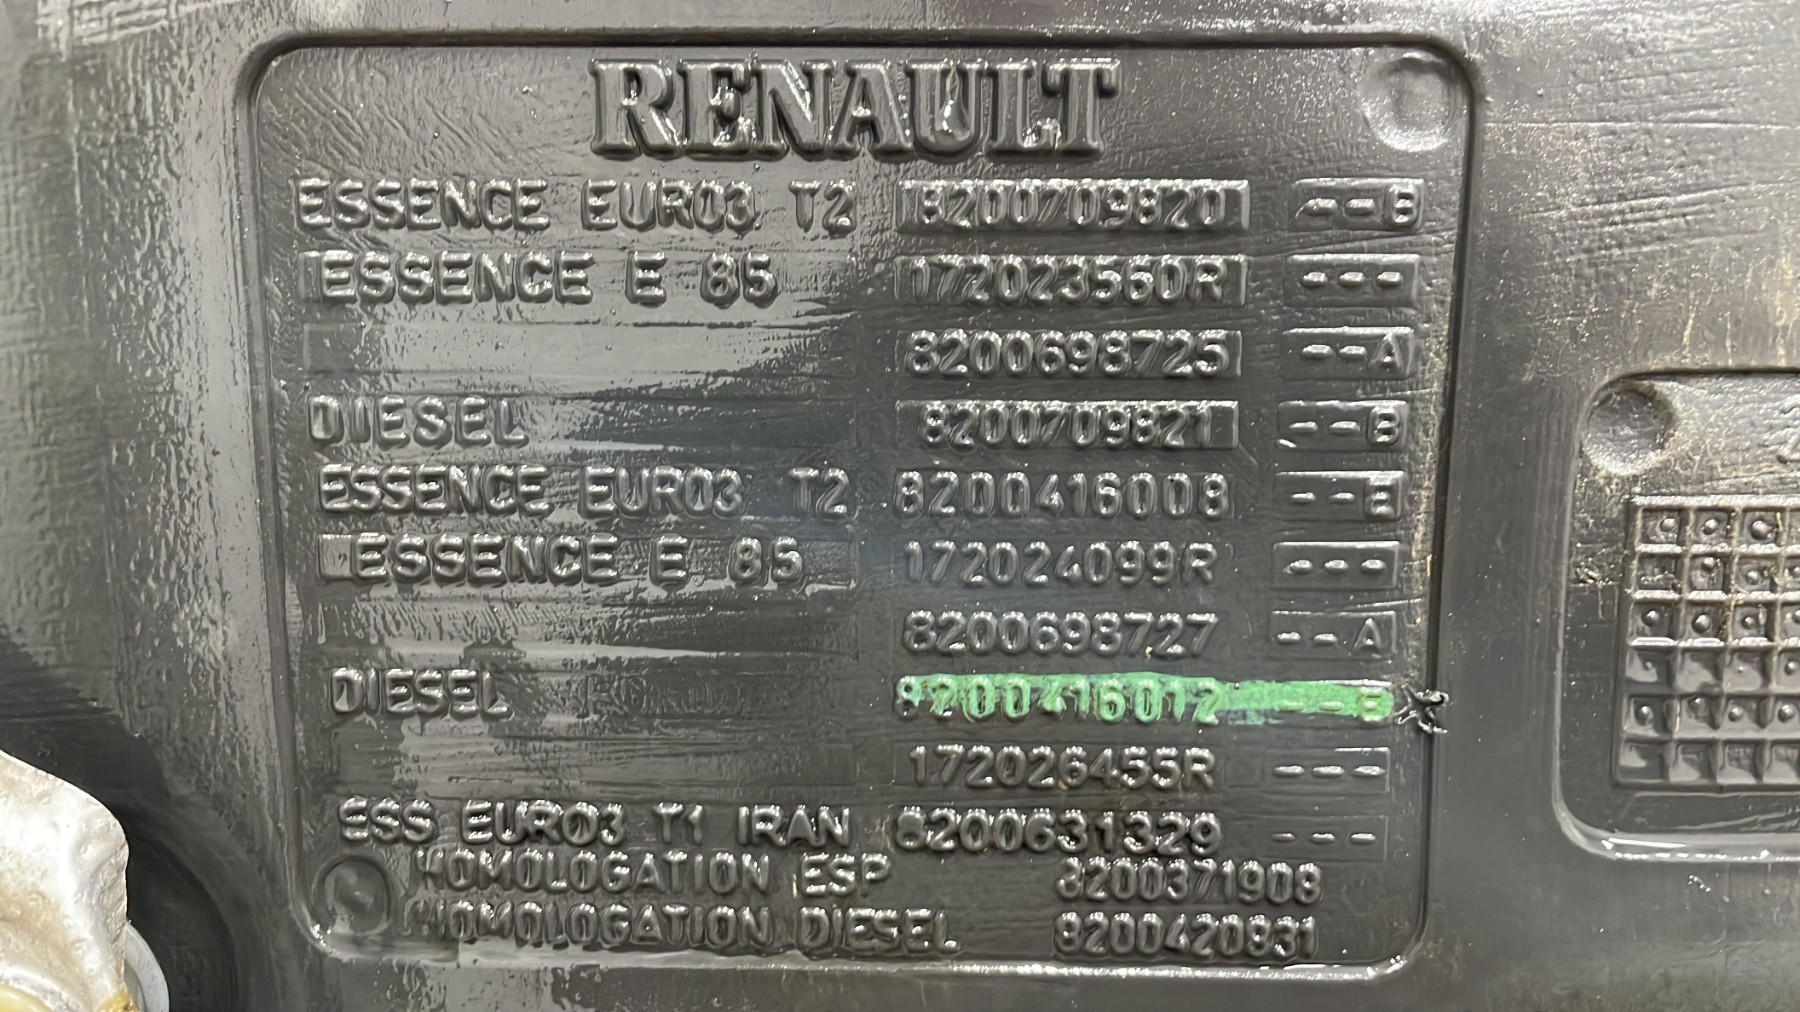 RENAULT
ESSENCE EURO3 T2 8200709820 --B
ESSENCE E 85 172023560R ---
8200698725 --A
DIESEL 8200709821 --B
ESSENCE EURO3 T2 8200416008 --B
ESSENCE E 85 172024099R ---
8200698727 --A
DIESEL 8200416012 --B
172026455R ---
ESS EURO3 T1 IRAN 8200631329 ---
HOMOLOGATION ESP 8200371908
HOMOLOGATION DIESEL 8200420831